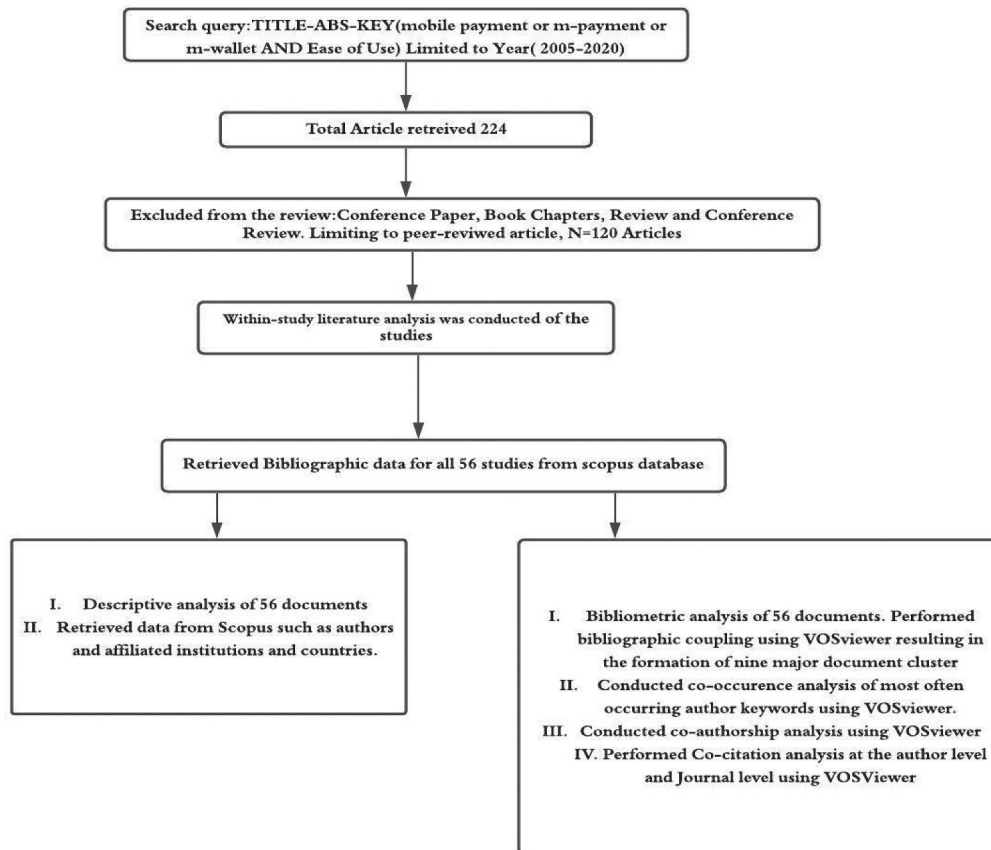 Search query:TITLE-ABS-KEY(mobile payment or m-payment or
m-wallet AND Ease of Use) Limited to Year( 2005-2020)
Total Article retreived 224
Excluded from the review:Conference Paper, Book Chapters, Review and Conference
Review. Limiting to peer-reviwed article, N=120 Articles
Within-study literature analysis was conducted of the
studies
Retrieved Bibliographic data for all 56 studies from scopus database
I. Descriptive analysis of 56 documents
II. Retrieved data from Scopus such as authors
and affiliated institutions and countries.
I. Bibliometric analysis of 56 documents. Performed
bibliographic coupling using VOSviewer resulting in
the formation of nine major document cluster
II. Conducted co-occurence analysis of most often
occurring author keywords using VOSviewer.
III. Conducted co-authorship analysis using VOSviewer
IV. Performed Co-citation analysis at the author level
and Journal level using VOSViewer